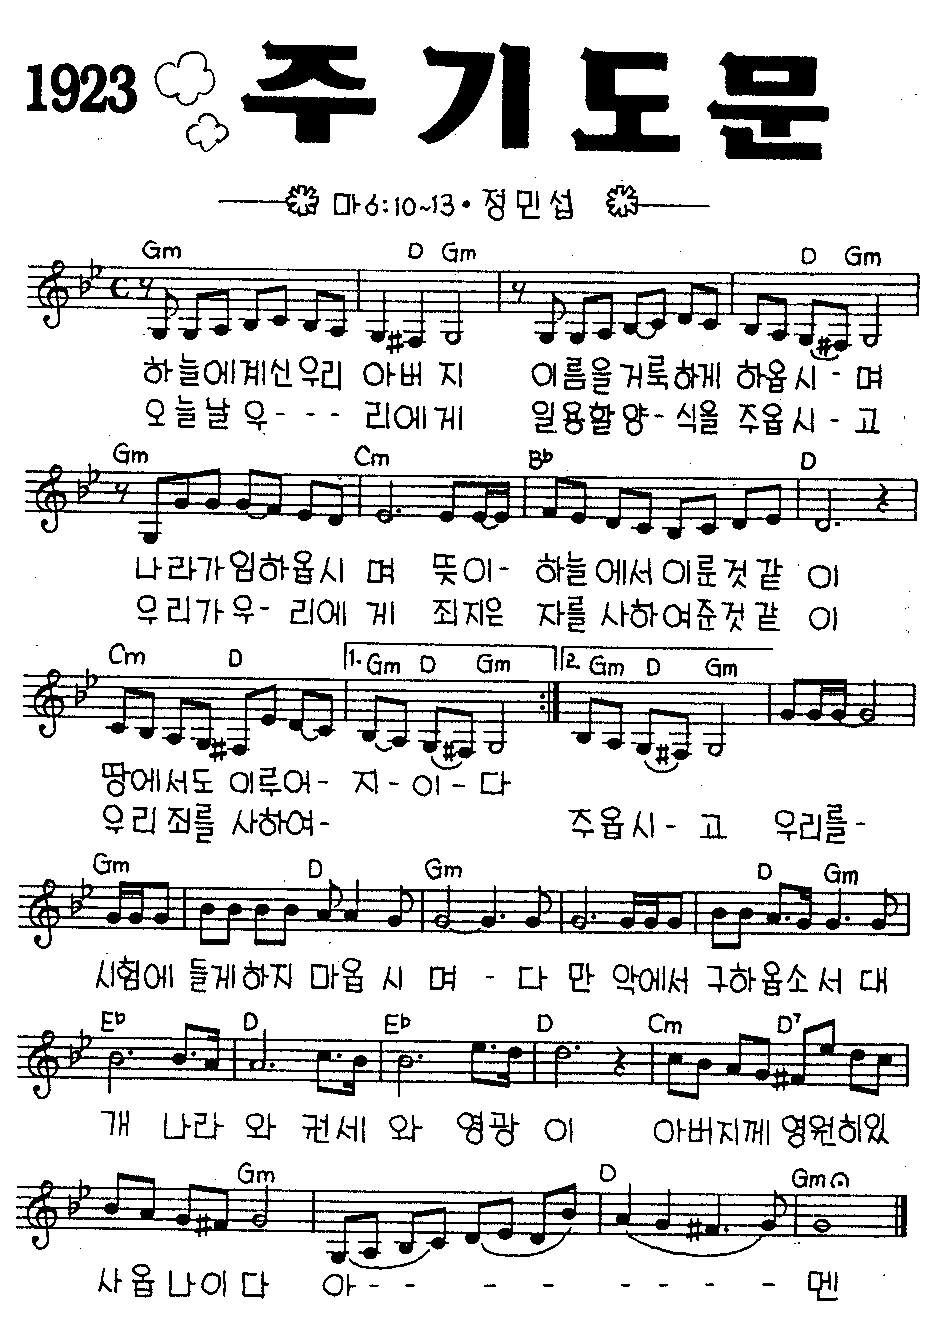 1923 주기도문
마6:10~13·정민섭
Gm D Gm D Gm
하늘에계신우리 아버지 이름을거룩하게 하옵시-며
오늘날우--- 리에게 일용할양-식을 주옵시-고
Gm Cm B♭ D
나라가임하옵시며 뜻이- 하늘에서이룬것같이
우리가우-리에게 죄지은 자를사하여준것같이
Cm D 1. Gm D Gm 2. Gm D Gm
땅에서도이루어-지-이-다
우리죄를사하여- 주옵시-고 우리를-
Gm D Gm D Gm
시험에들게하지마옵시며-다만악에서구하옵소서대
E♭ D E♭ D Cm D7
개 나라와권세와 영광이 아버지께영원히있
Gm D Gm
사옵나이다 아-- - - - - - - 멘